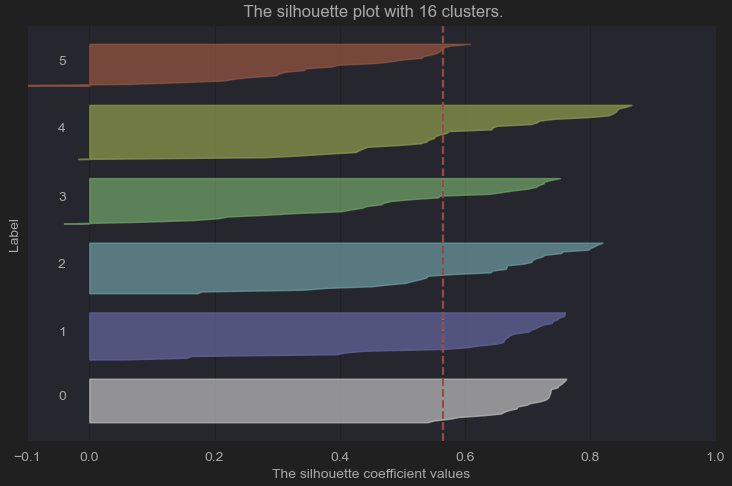 The silhouette plot with 16 clusters.
5
4
3
2
1
0
Label
−0.1 0.0 0.2 0.4 0.6 0.8 1.0
The silhouette coefficient values